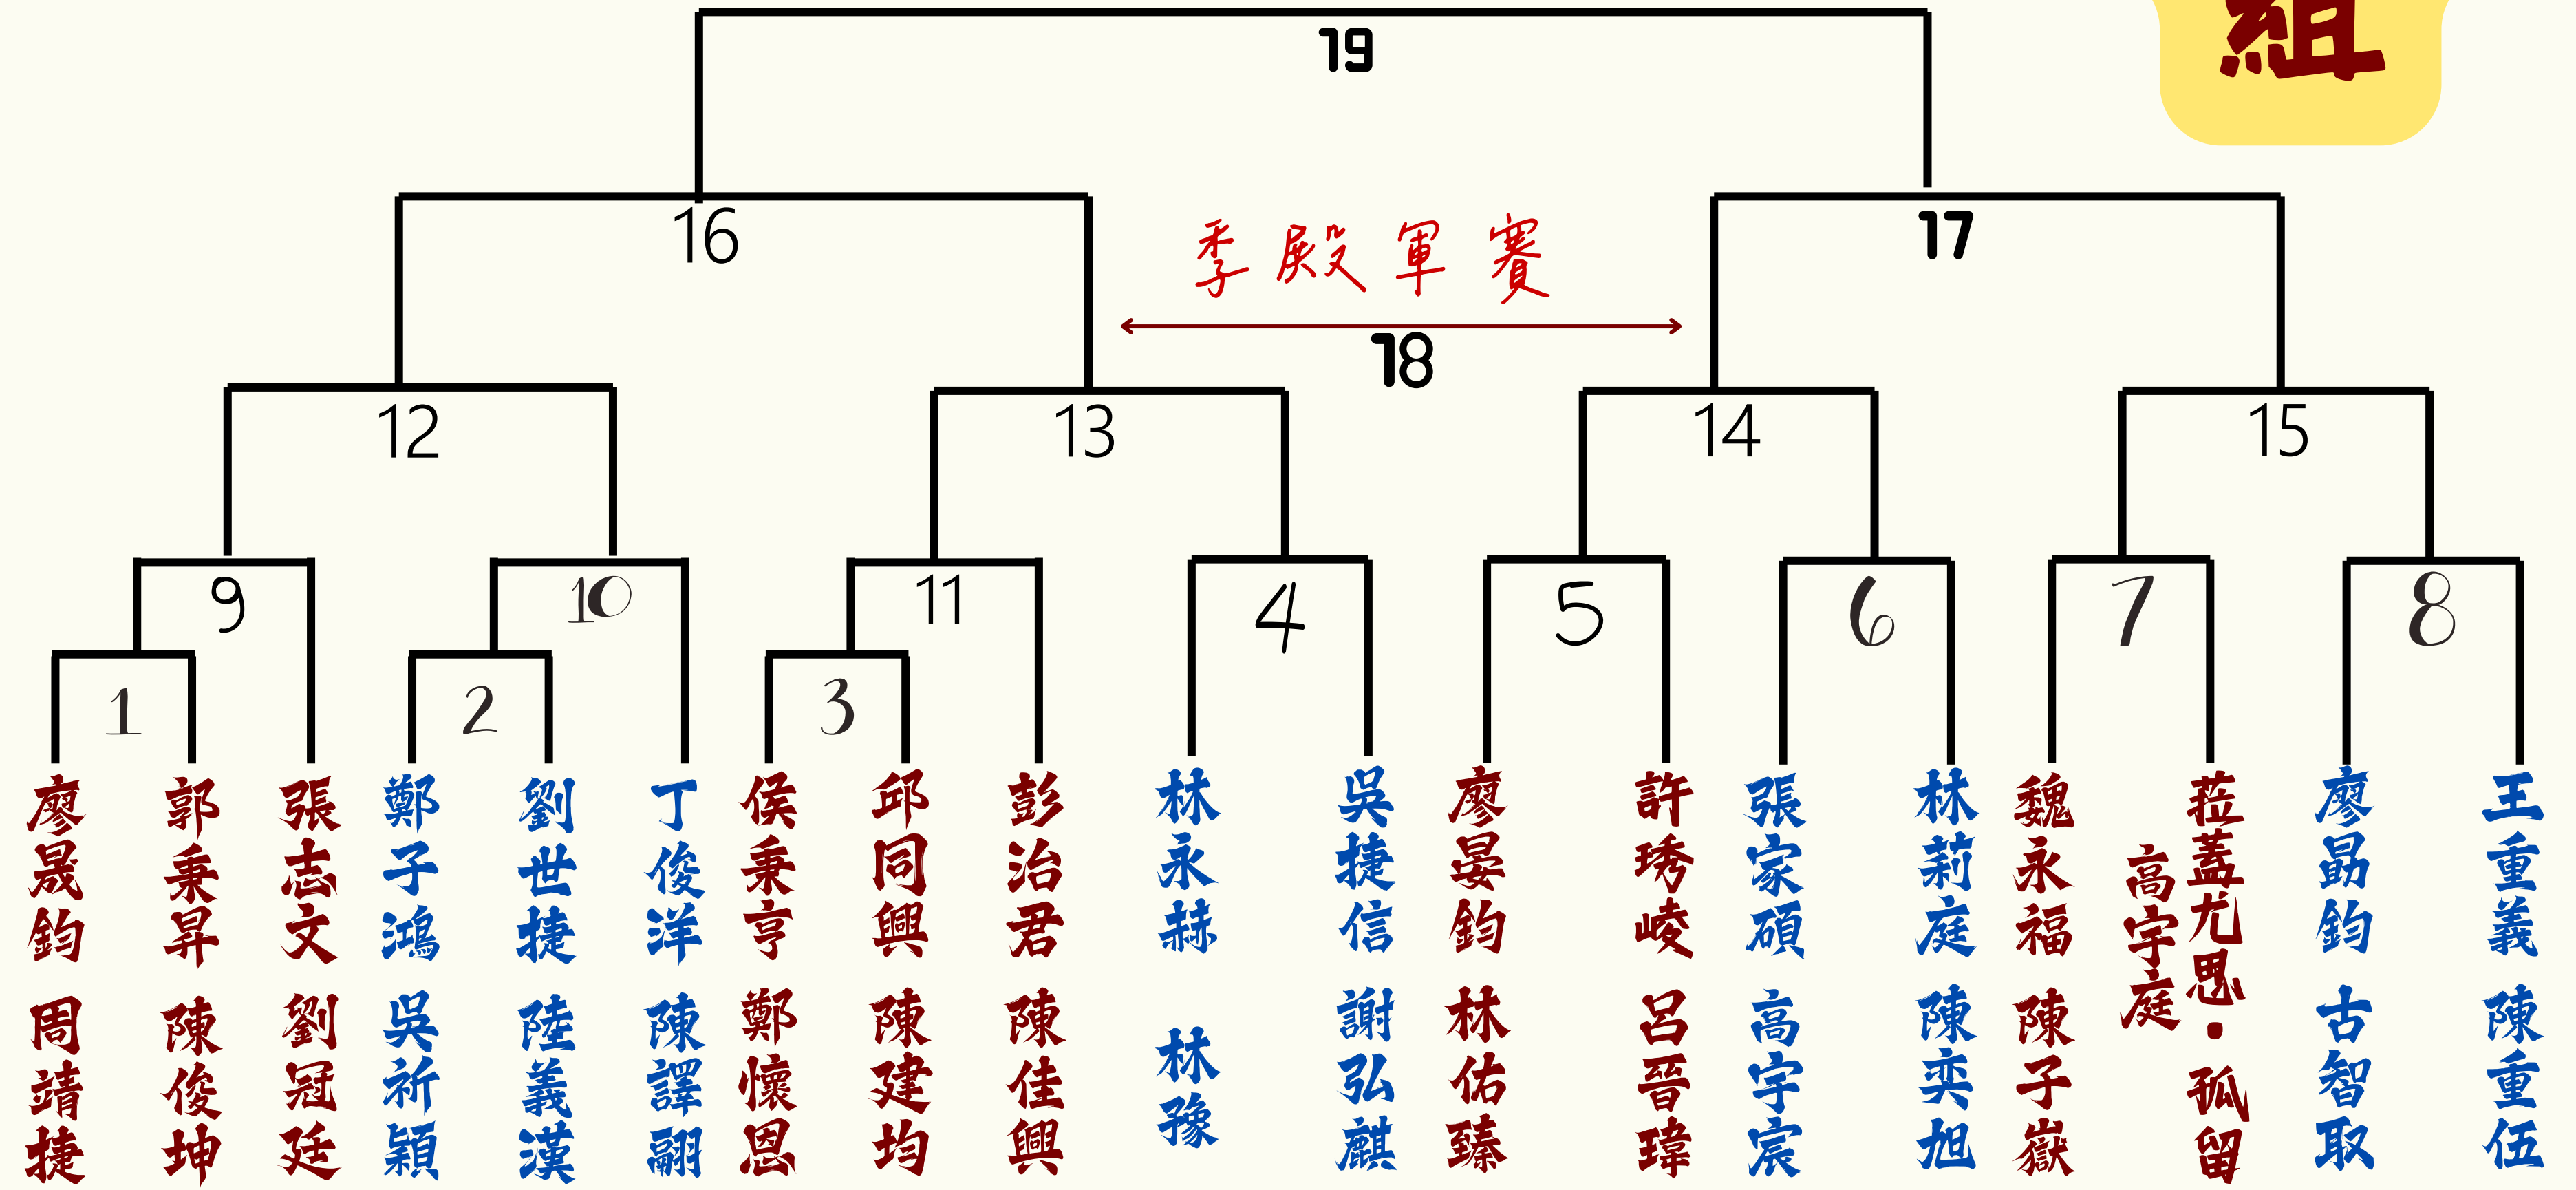 組
19
16
季殿軍賽
17
18
12
13
14
15
9
10
11
4
5
6
7
8
1
2
3
廖晟鈞 周靖捷
郭秉昇 陳俊坤
張志文 劉冠廷
鄭子鴻 吳祈穎
劉世捷 陸義漢
丁俊洋 陳譯翮
侯秉亨 鄭懷恩
邱同興 陳建均
彭治君 陳佳興
林永赫 林豫
吳捷信 謝弘麒
廖晏鈞 林佑臻
許琇崚 呂晉瑋
張家碩 高宇宸
林莉庭 陳奕旭
魏永福 陳子嶽
高宇庭
菈蓋尤思·孤留
廖勗鈞 古智取
王重義 陳重伍